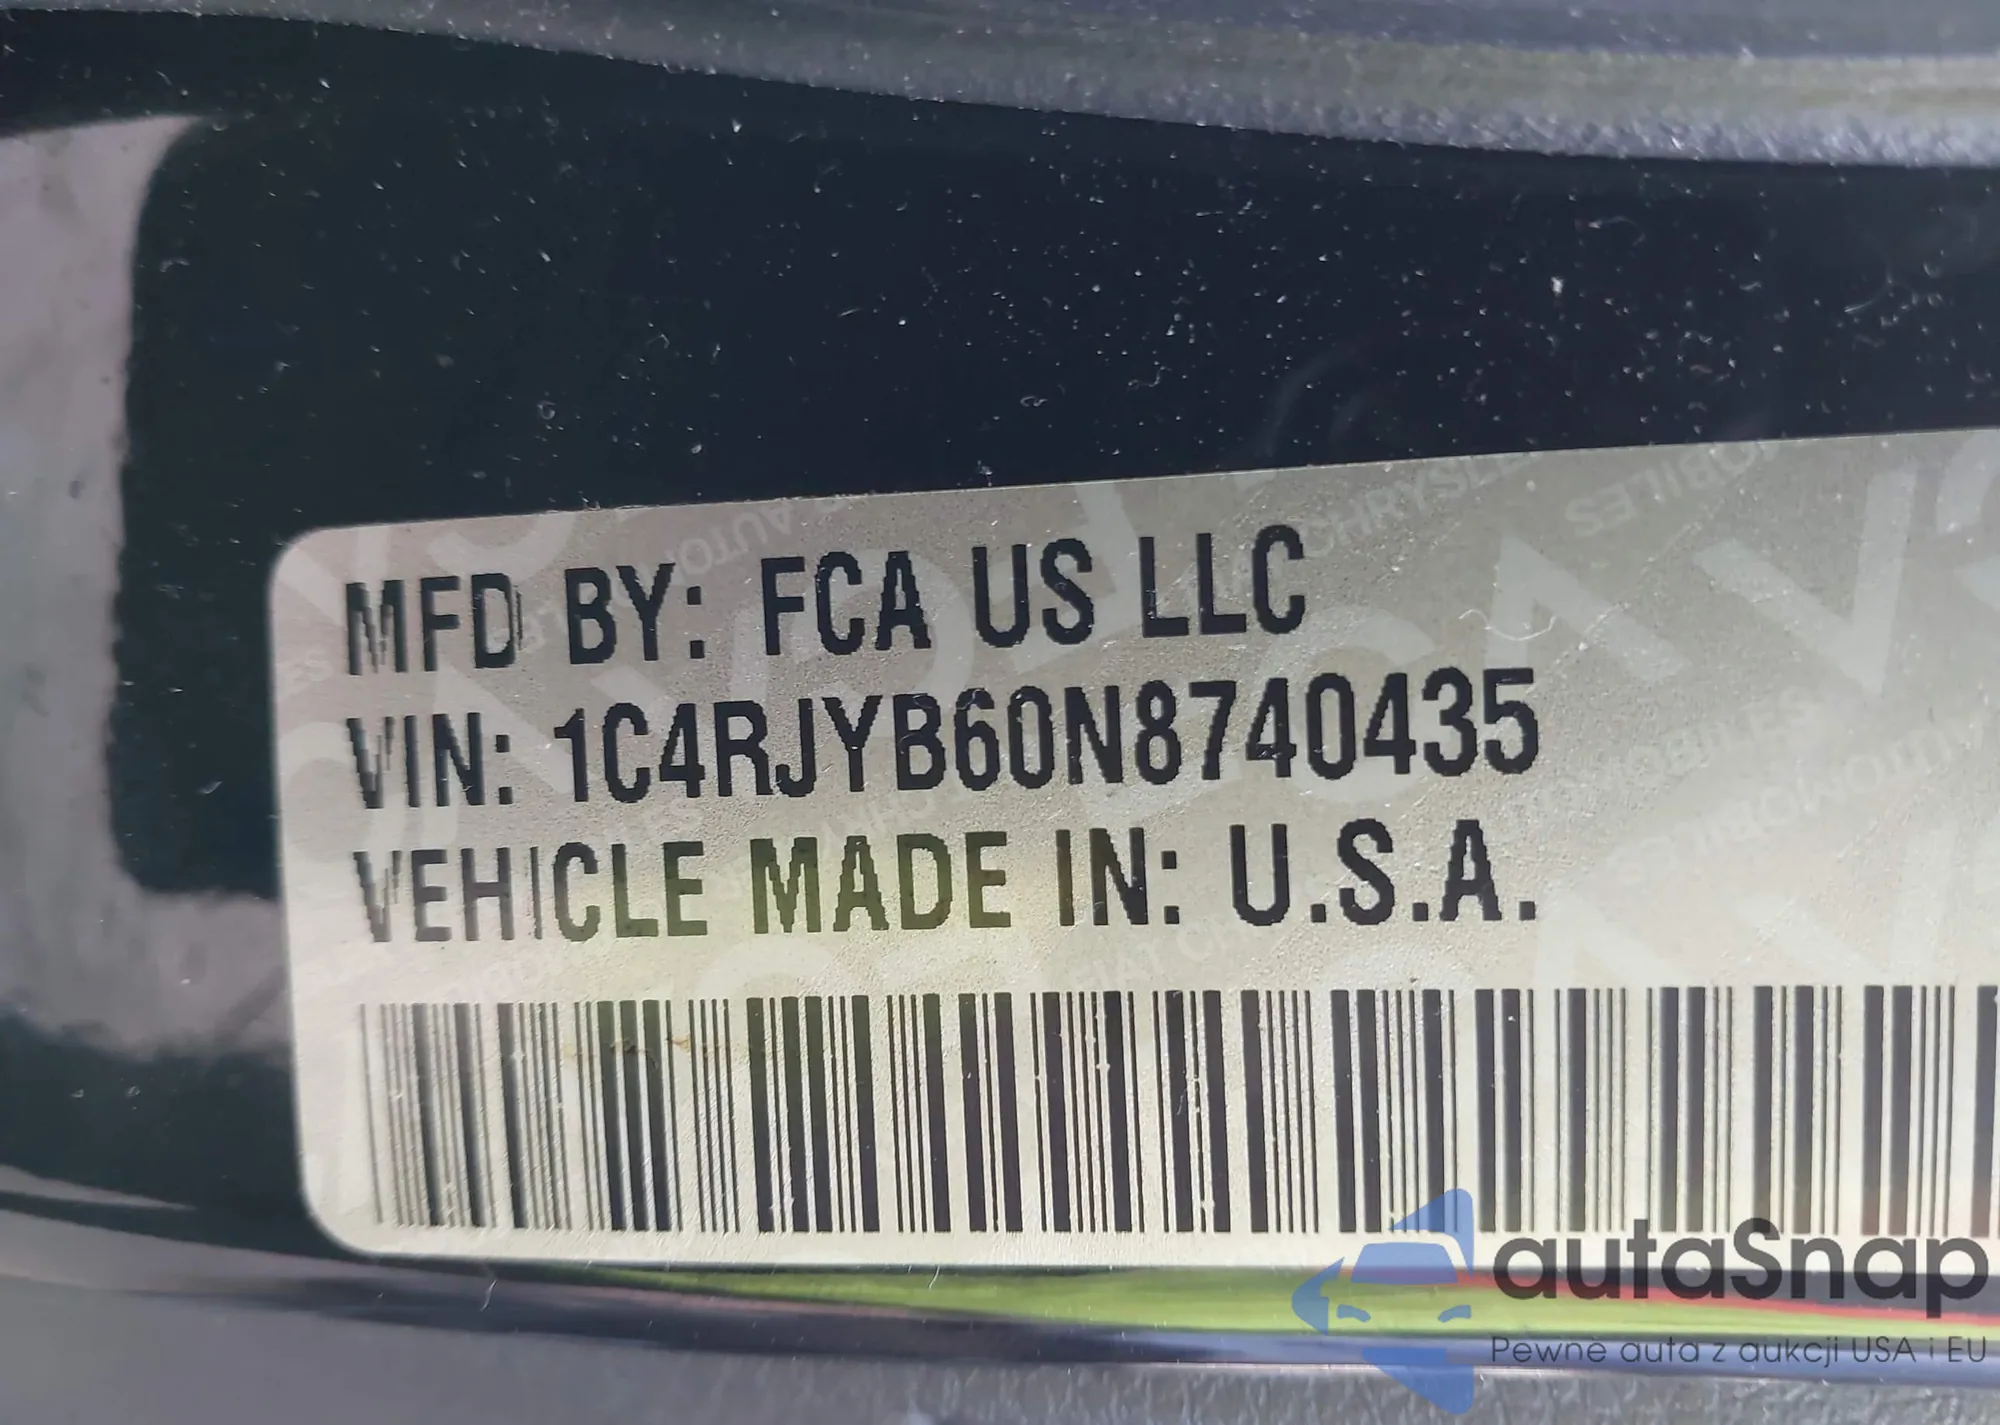 MFD BY: FCA US LLC
VIN: 1C4RJYB60N8740435
VEHICLE MADE IN: U.S.A.
autaSnap
Pewne auta z aukcji USA i EU